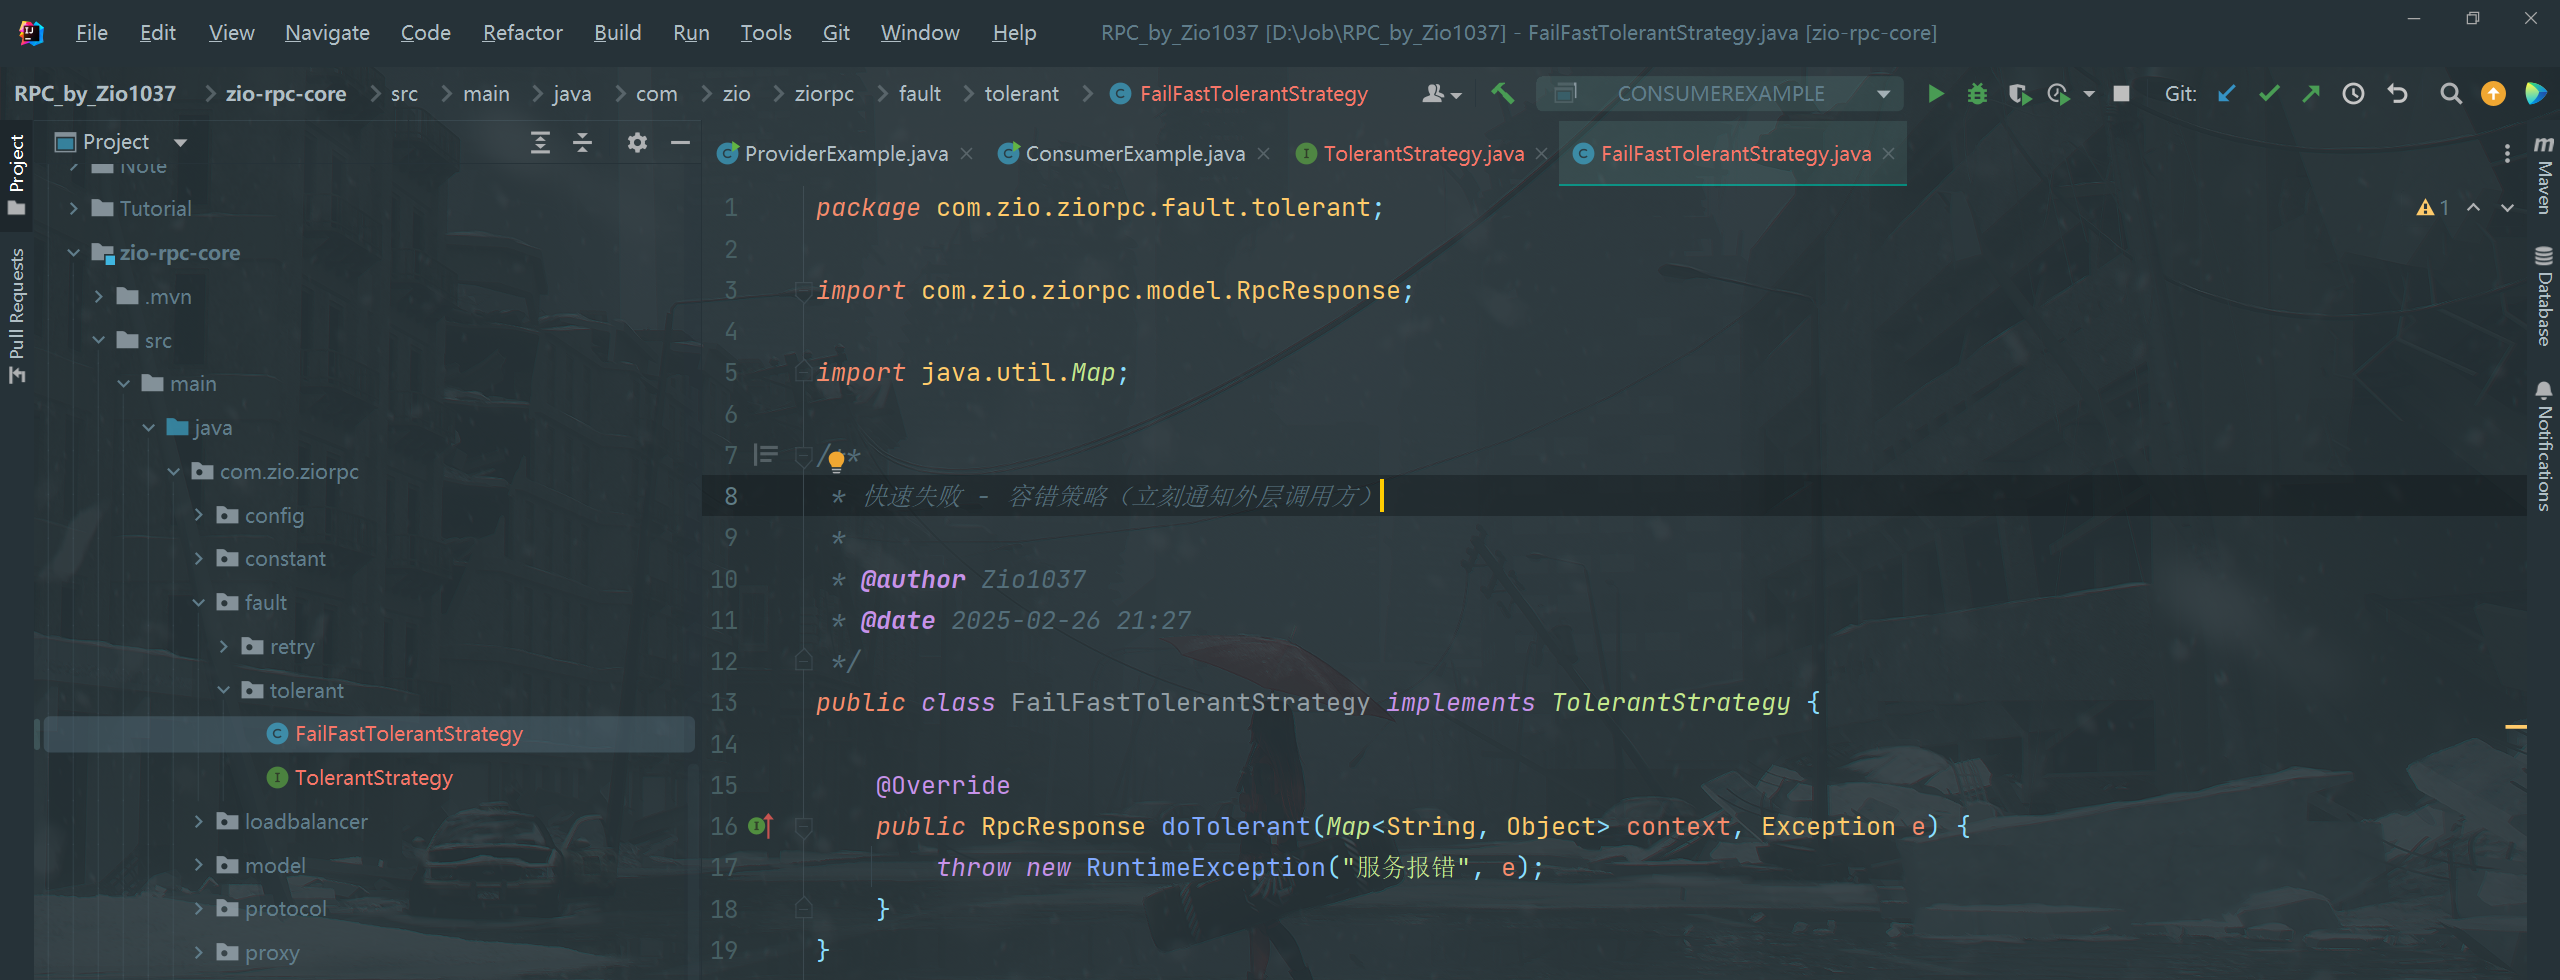 File Edit View Navigate Code Refactor Build Run Tools Git Window Help RPC_by_Zio1037 [D:\Job\RPC_by_Zio1037] - FailFastTolerantStrategy.java [zio-rpc-core]
RPC_by_Zio1037 zio-rpc-core src main java com zio ziorpc fault tolerant FailFastTolerantStrategy CONSUMEREXAMPLE Git:
Project
Pull Requests
Project
Note
Tutorial
zio-rpc-core
.mvn
src
main
java
com.zio.ziorpc
config
constant
fault
retry
tolerant
FailFastTolerantStrategy
TolerantStrategy
loadbalancer
model
protocol
proxy
ProviderExample.java ConsumerExample.java TolerantStrategy.java FailFastTolerantStrategy.java
1 package com.zio.ziorpc.fault.tolerant;
2
3 import com.zio.ziorpc.model.RpcResponse;
4
5 import java.util.Map;
6
7 /**
8 * 快速失败 - 容错策略（立刻通知外层调用方）
9 *
10 * @author Zio1037
11 * @date 2025-02-26 21:27
12 */
13 public class FailFastTolerantStrategy implements TolerantStrategy {
14
15 @Override
16 public RpcResponse doTolerant(Map<String, Object> context, Exception e) {
17 throw new RuntimeException("服务报错", e);
18 }
19 }
1
Maven
Database
Notifications